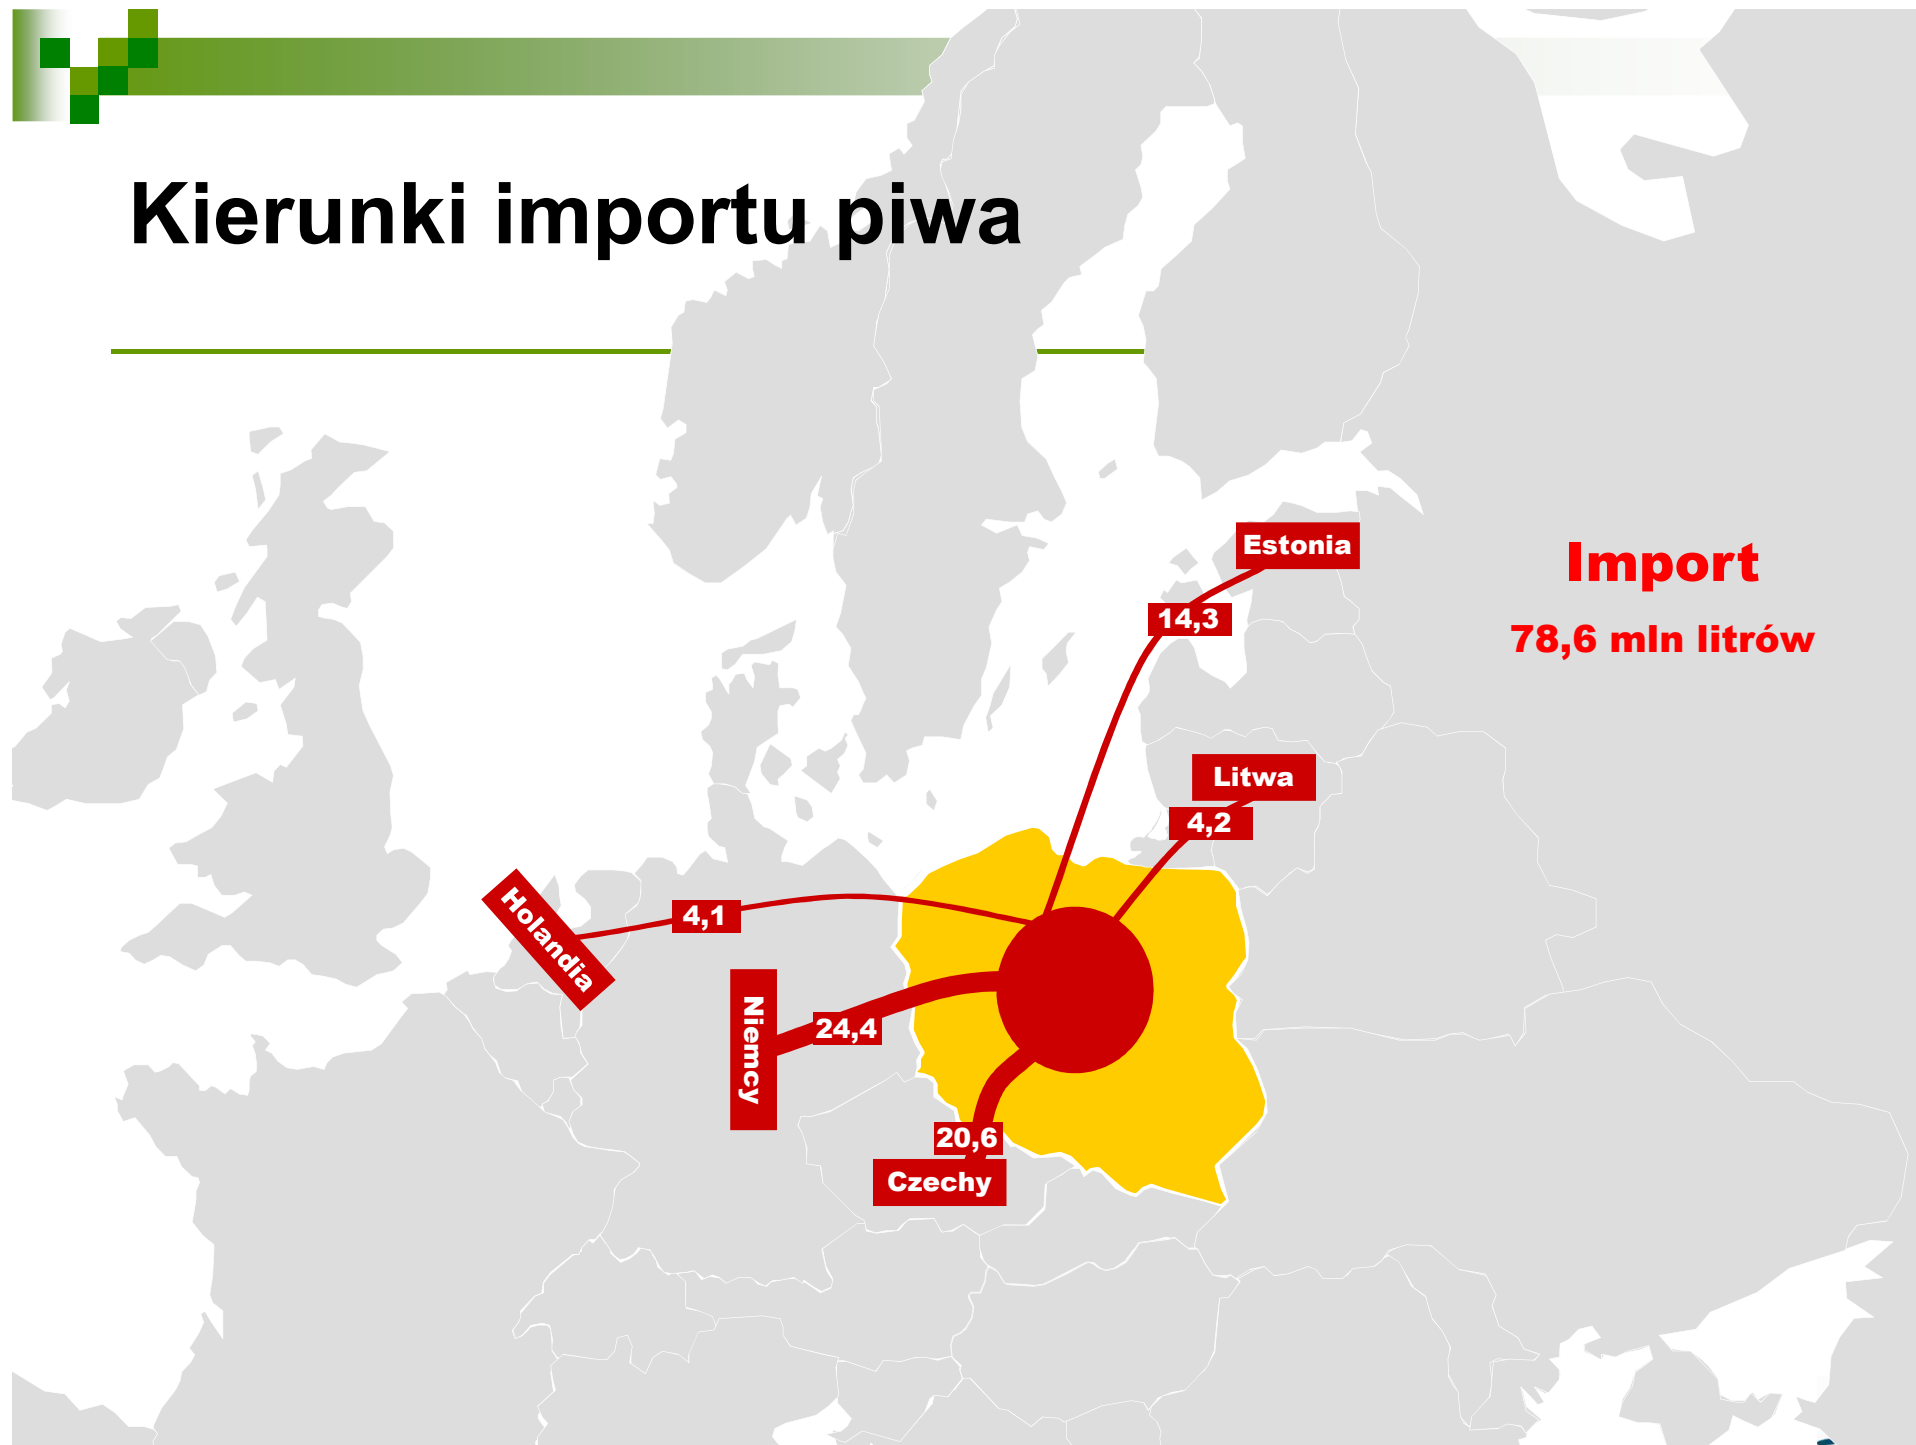 Kierunki importu piwa
Estonia
14,3
Import
78,6 mln litrów
Litwa
4,2
Holandia
4,1
Niemcy
24,4
20,6
Czechy